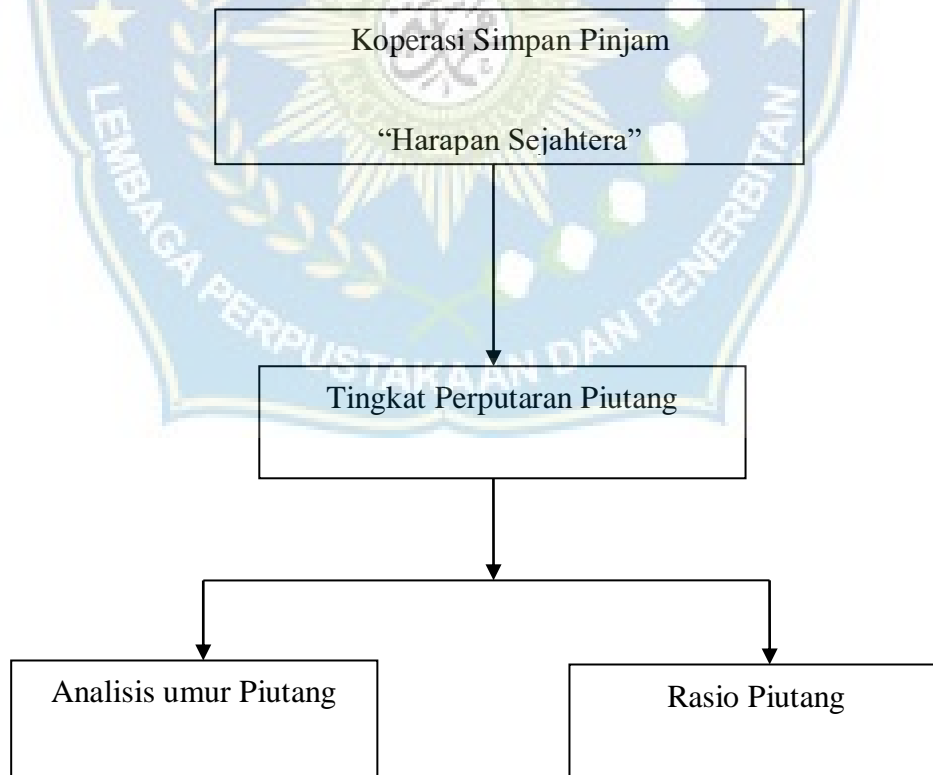 Koperasi Simpan Pinjam
“Harapan Sejahtera”
LEMBAGA PERPUSTAKAAN DAN PENERBITAN
Tingkat Perputaran Piutang
Analisis umur Piutang
Rasio Piutang